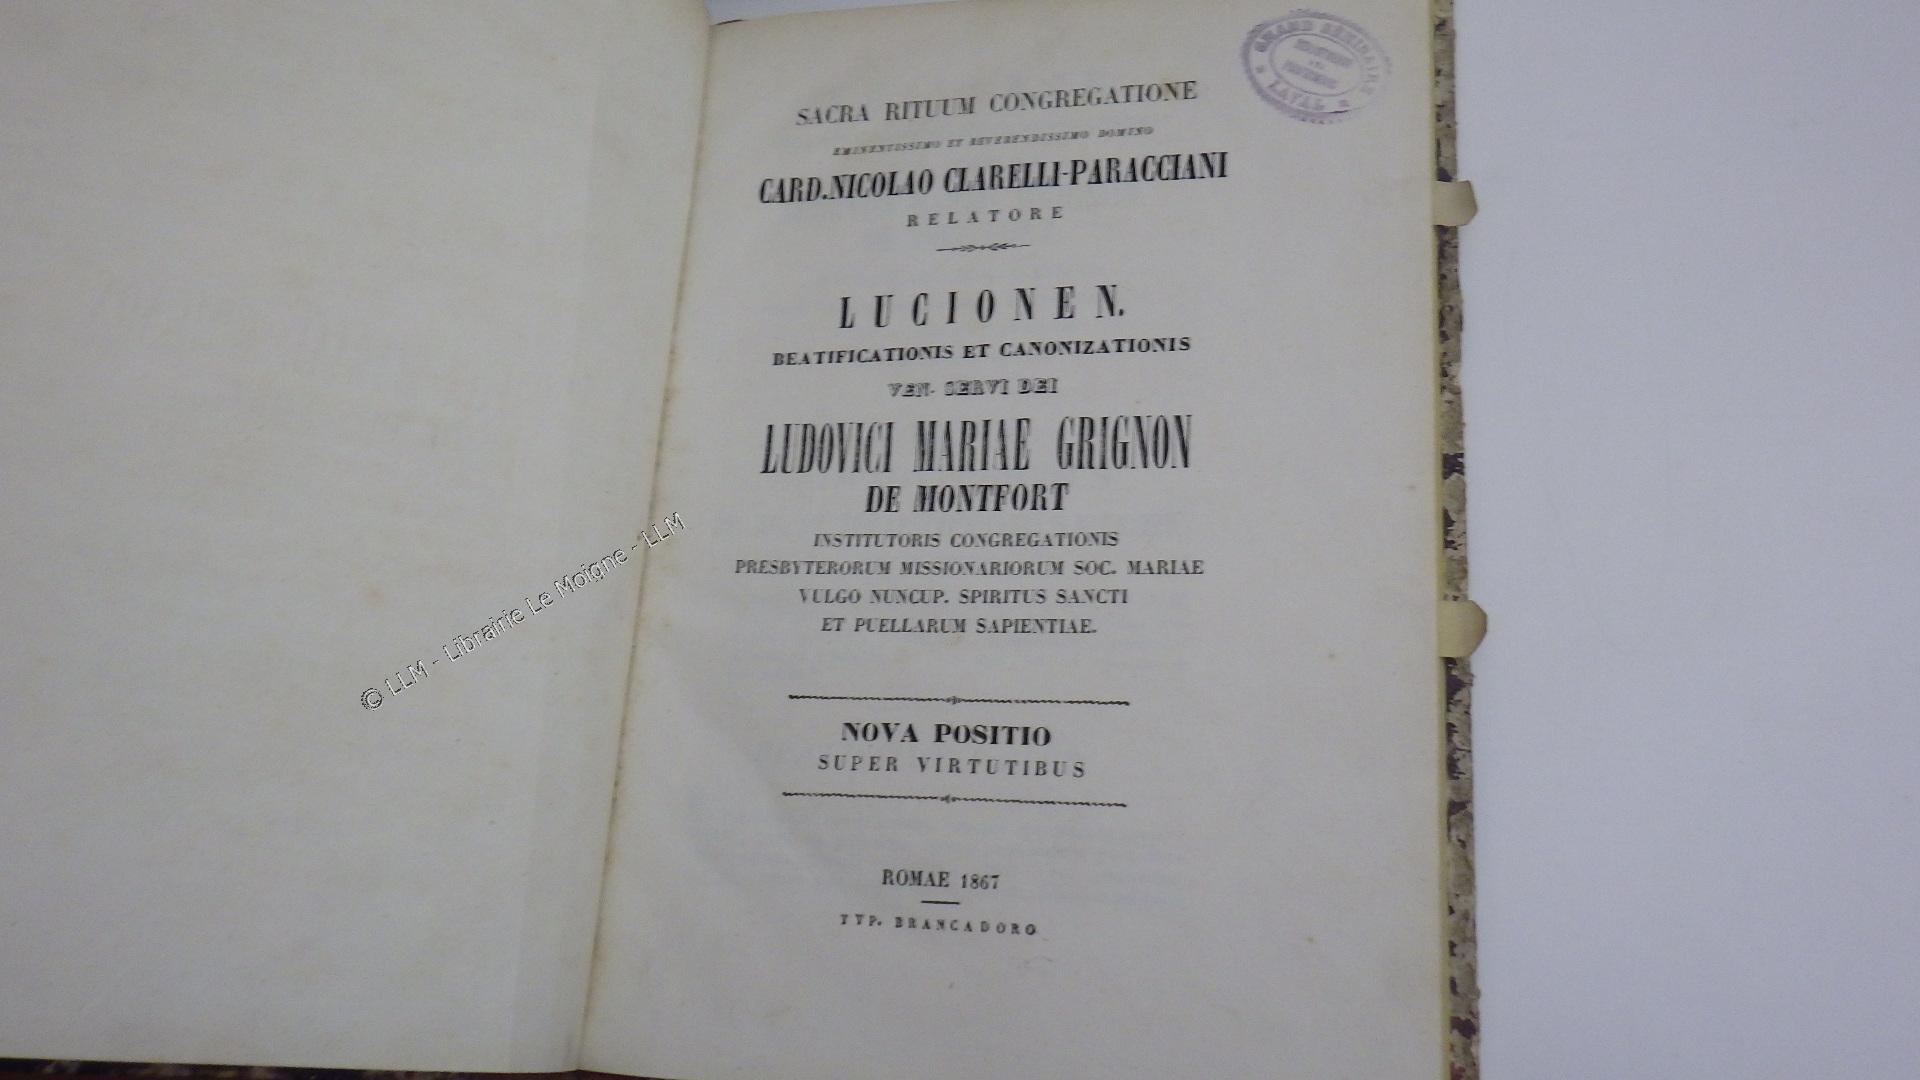 SACRA RITUUM CONGREGATIONE
EMINENTISSIMO ET REVERENDISSIMO DOMINO
CARD. NICOLAO CLARELLI-PARACCIANI
RELATORE
LUCIONEN.
BEATIFICATIONIS ET CANONIZATIONIS
VEN. SERVI DEI
LUDOVICI MARIAE GRIGNON
DE MONTFORT
INSTITUTORIS CONGREGATIONIS
PRESBYTERORUM MISSIONARIORUM SOC. MARIAE
VULGO NUNCUP. SPIRITUS SANCTI
ET PUELLARUM SAPIENTIAE.
NOVA POSITIO
SUPER VIRTUTIBUS
ROMAE 1867
TYP. BRANCADORO
GRAND SÉMINAIRE
* LAVAL *
© LLM - Librairie Le Moigne - LLM